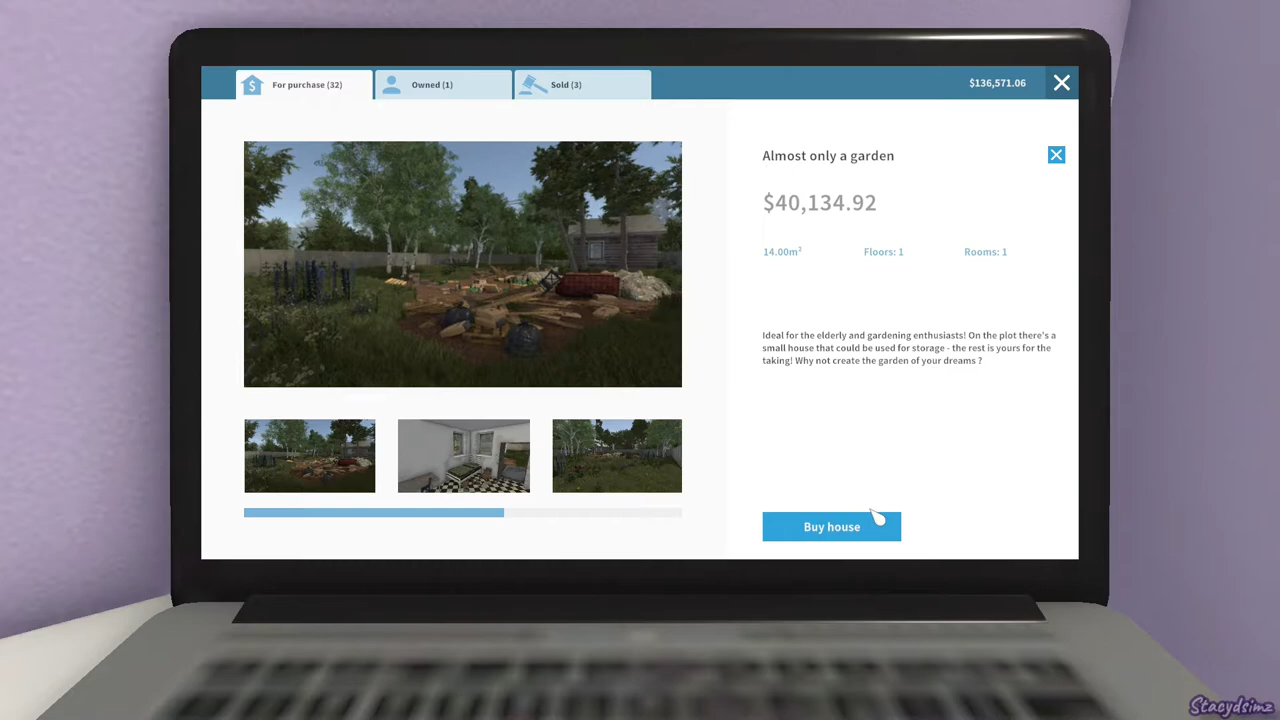 For purchase (32)
Owned (1)
Sold (3)
$136,571.06
Almost only a garden
$40,134.92
14.00m²
Floors: 1
Rooms: 1
Ideal for the elderly and gardening enthusiasts! On the plot there's a
small house that could be used for storage - the rest is yours for the
taking! Why not create the garden of your dreams ?
Buy house
Stacydsimz